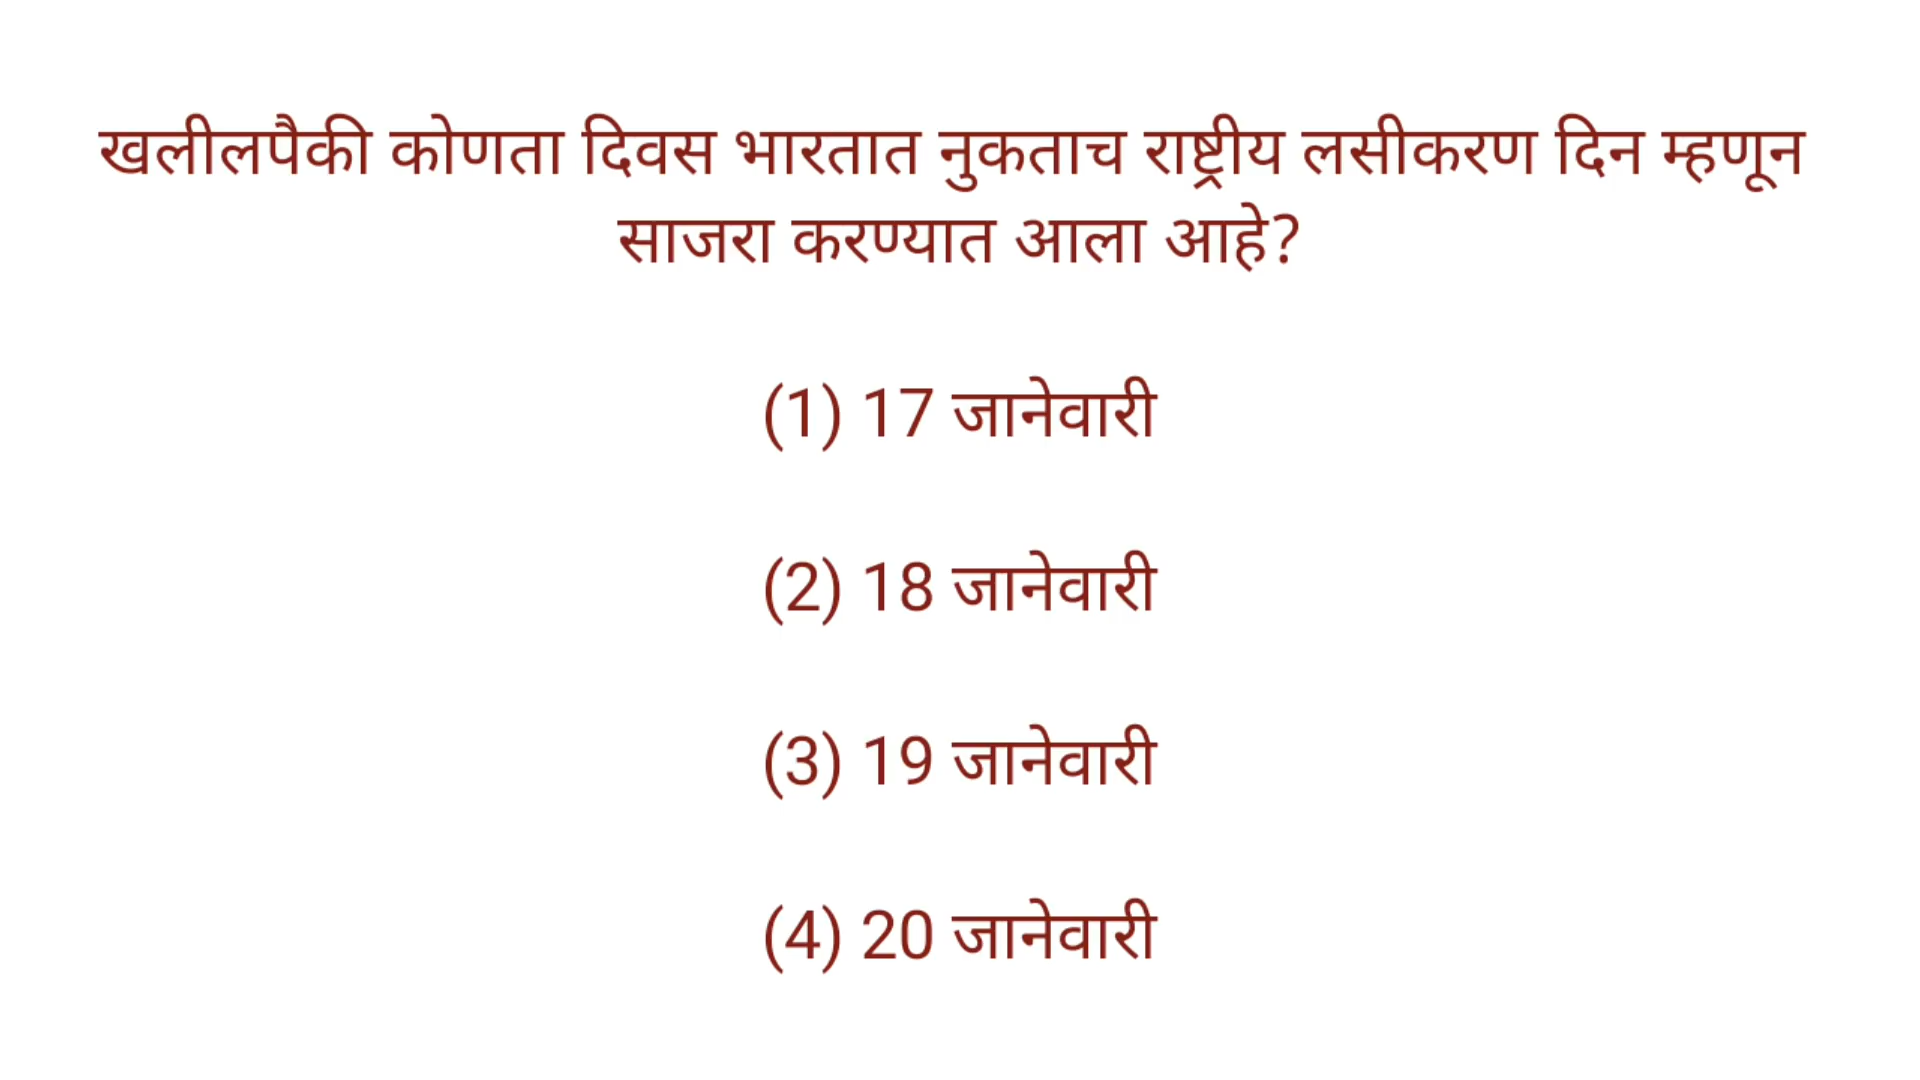 खलीलपैकी कोणता दिवस भारतात नुकताच राष्ट्रीय लसीकरण दिन म्हणून
साजरा करण्यात आला आहे?
(1) 17 जानेवारी
(2) 18 जानेवारी
(3) 19 जानेवारी
(4) 20 जानेवारी